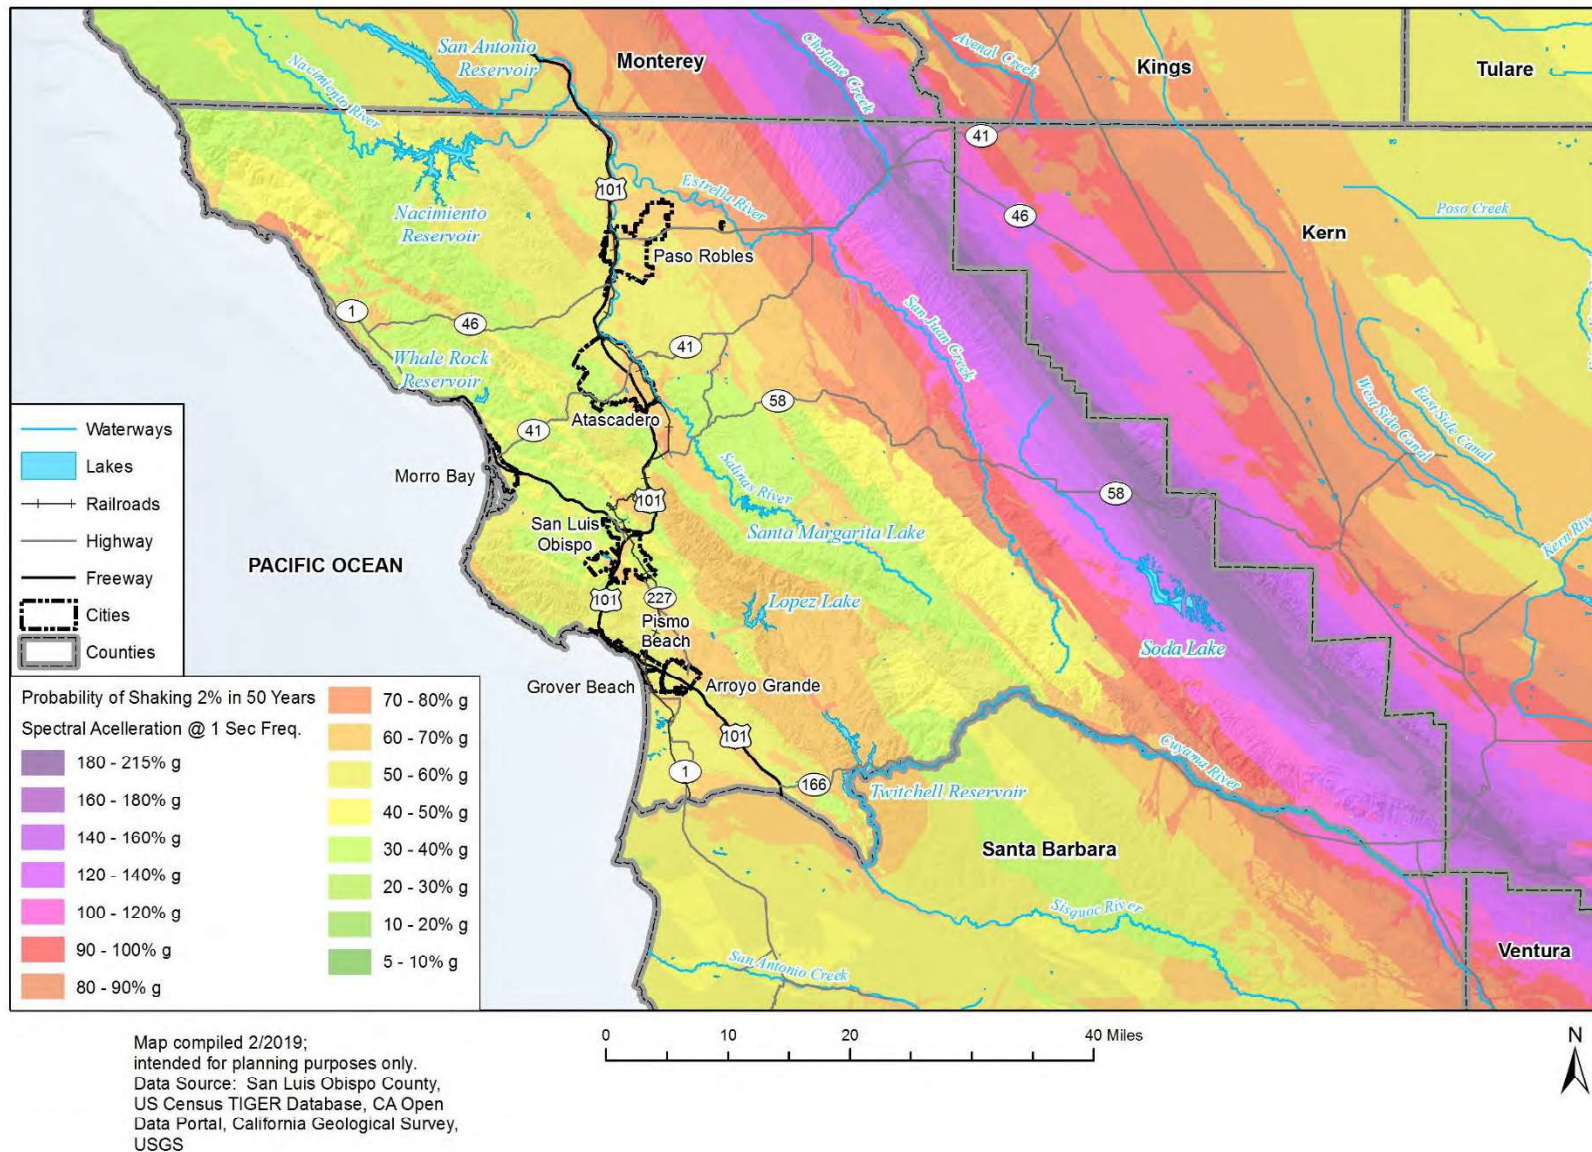 San Antonio
Reservoir
Monterey
Cholame Creek
Avenal Creek
Kings
Tulare
Nacimiento River
41
101
Estrella River
46
Poso Creek
Nacimiento
Reservoir
Kern
Paso Robles
1
46
San Juan Creek
41
Whale Rock
Reservoir
58
West Side Canal
East Side Canal
Atascadero
41
Morro Bay
101
Salinas River
58
San Luis
Obispo
Santa Margarita Lake
Kern River
PACIFIC OCEAN
101
227
Lopez Lake
Pismo
Beach
Soda Lake
Grover Beach
Arroyo Grande
101
Cuyama River
1
166
Twitchell Reservoir
Santa Barbara
Sisquoc River
San Antonio Creek
Ventura
Waterways
Lakes
Railroads
Highway
Freeway
Cities
Counties
Probability of Shaking 2% in 50 Years
Spectral Acelleration @ 1 Sec Freq.
180 - 215% g
160 - 180% g
140 - 160% g
120 - 140% g
100 - 120% g
90 - 100% g
80 - 90% g
70 - 80% g
60 - 70% g
50 - 60% g
40 - 50% g
30 - 40% g
20 - 30% g
10 - 20% g
5 - 10% g
Map compiled 2/2019;
intended for planning purposes only.
Data Source: San Luis Obispo County,
US Census TIGER Database, CA Open
Data Portal, California Geological Survey,
USGS
0 10 20 40 Miles
N